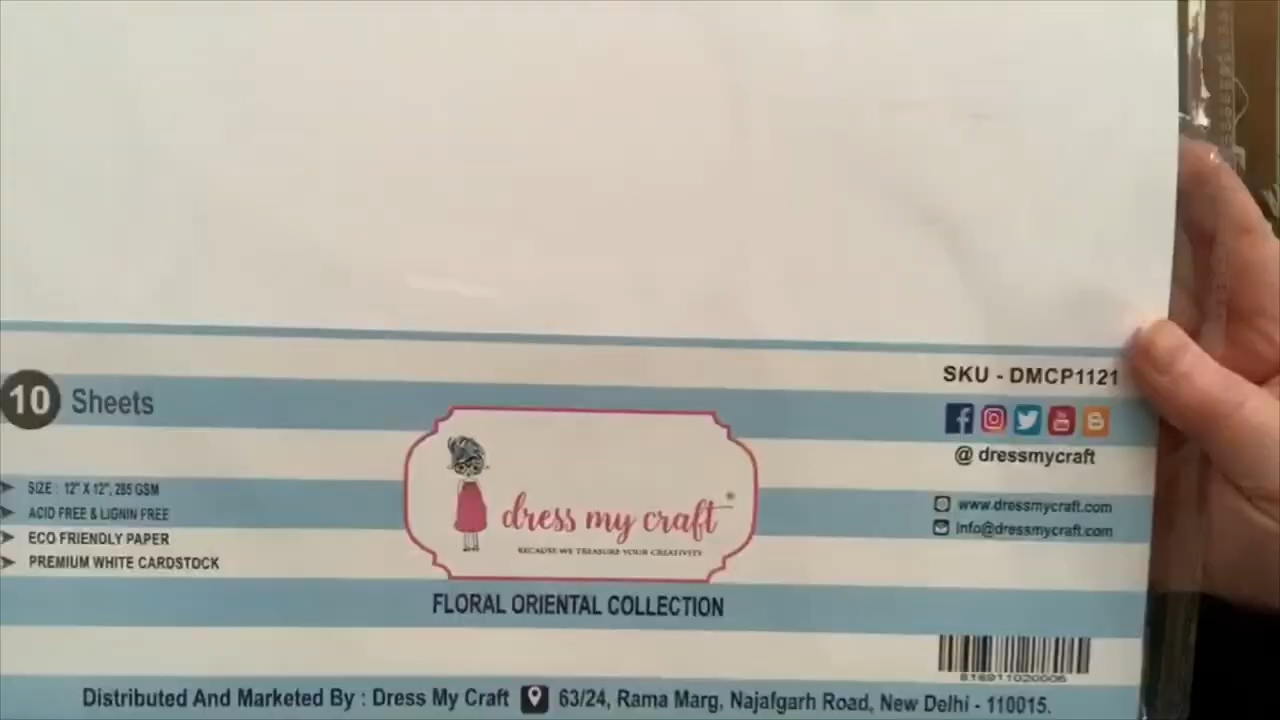 SKU - DMCP1121
10 Sheets
@ dressmycraft
SIZE : 12" X 12", 285 GSM
ACID FREE & LIGNIN FREE
ECO FRIENDLY PAPER
PREMIUM WHITE CARDSTOCK
dress my craft ®
BECAUSE WE TREASURE YOUR CREATIVITY
www.dressmycraft.com
info@dressmycraft.com
FLORAL ORIENTAL COLLECTION
Distributed And Marketed By : Dress My Craft 63/24, Rama Marg, Najafgarh Road, New Delhi - 110015.